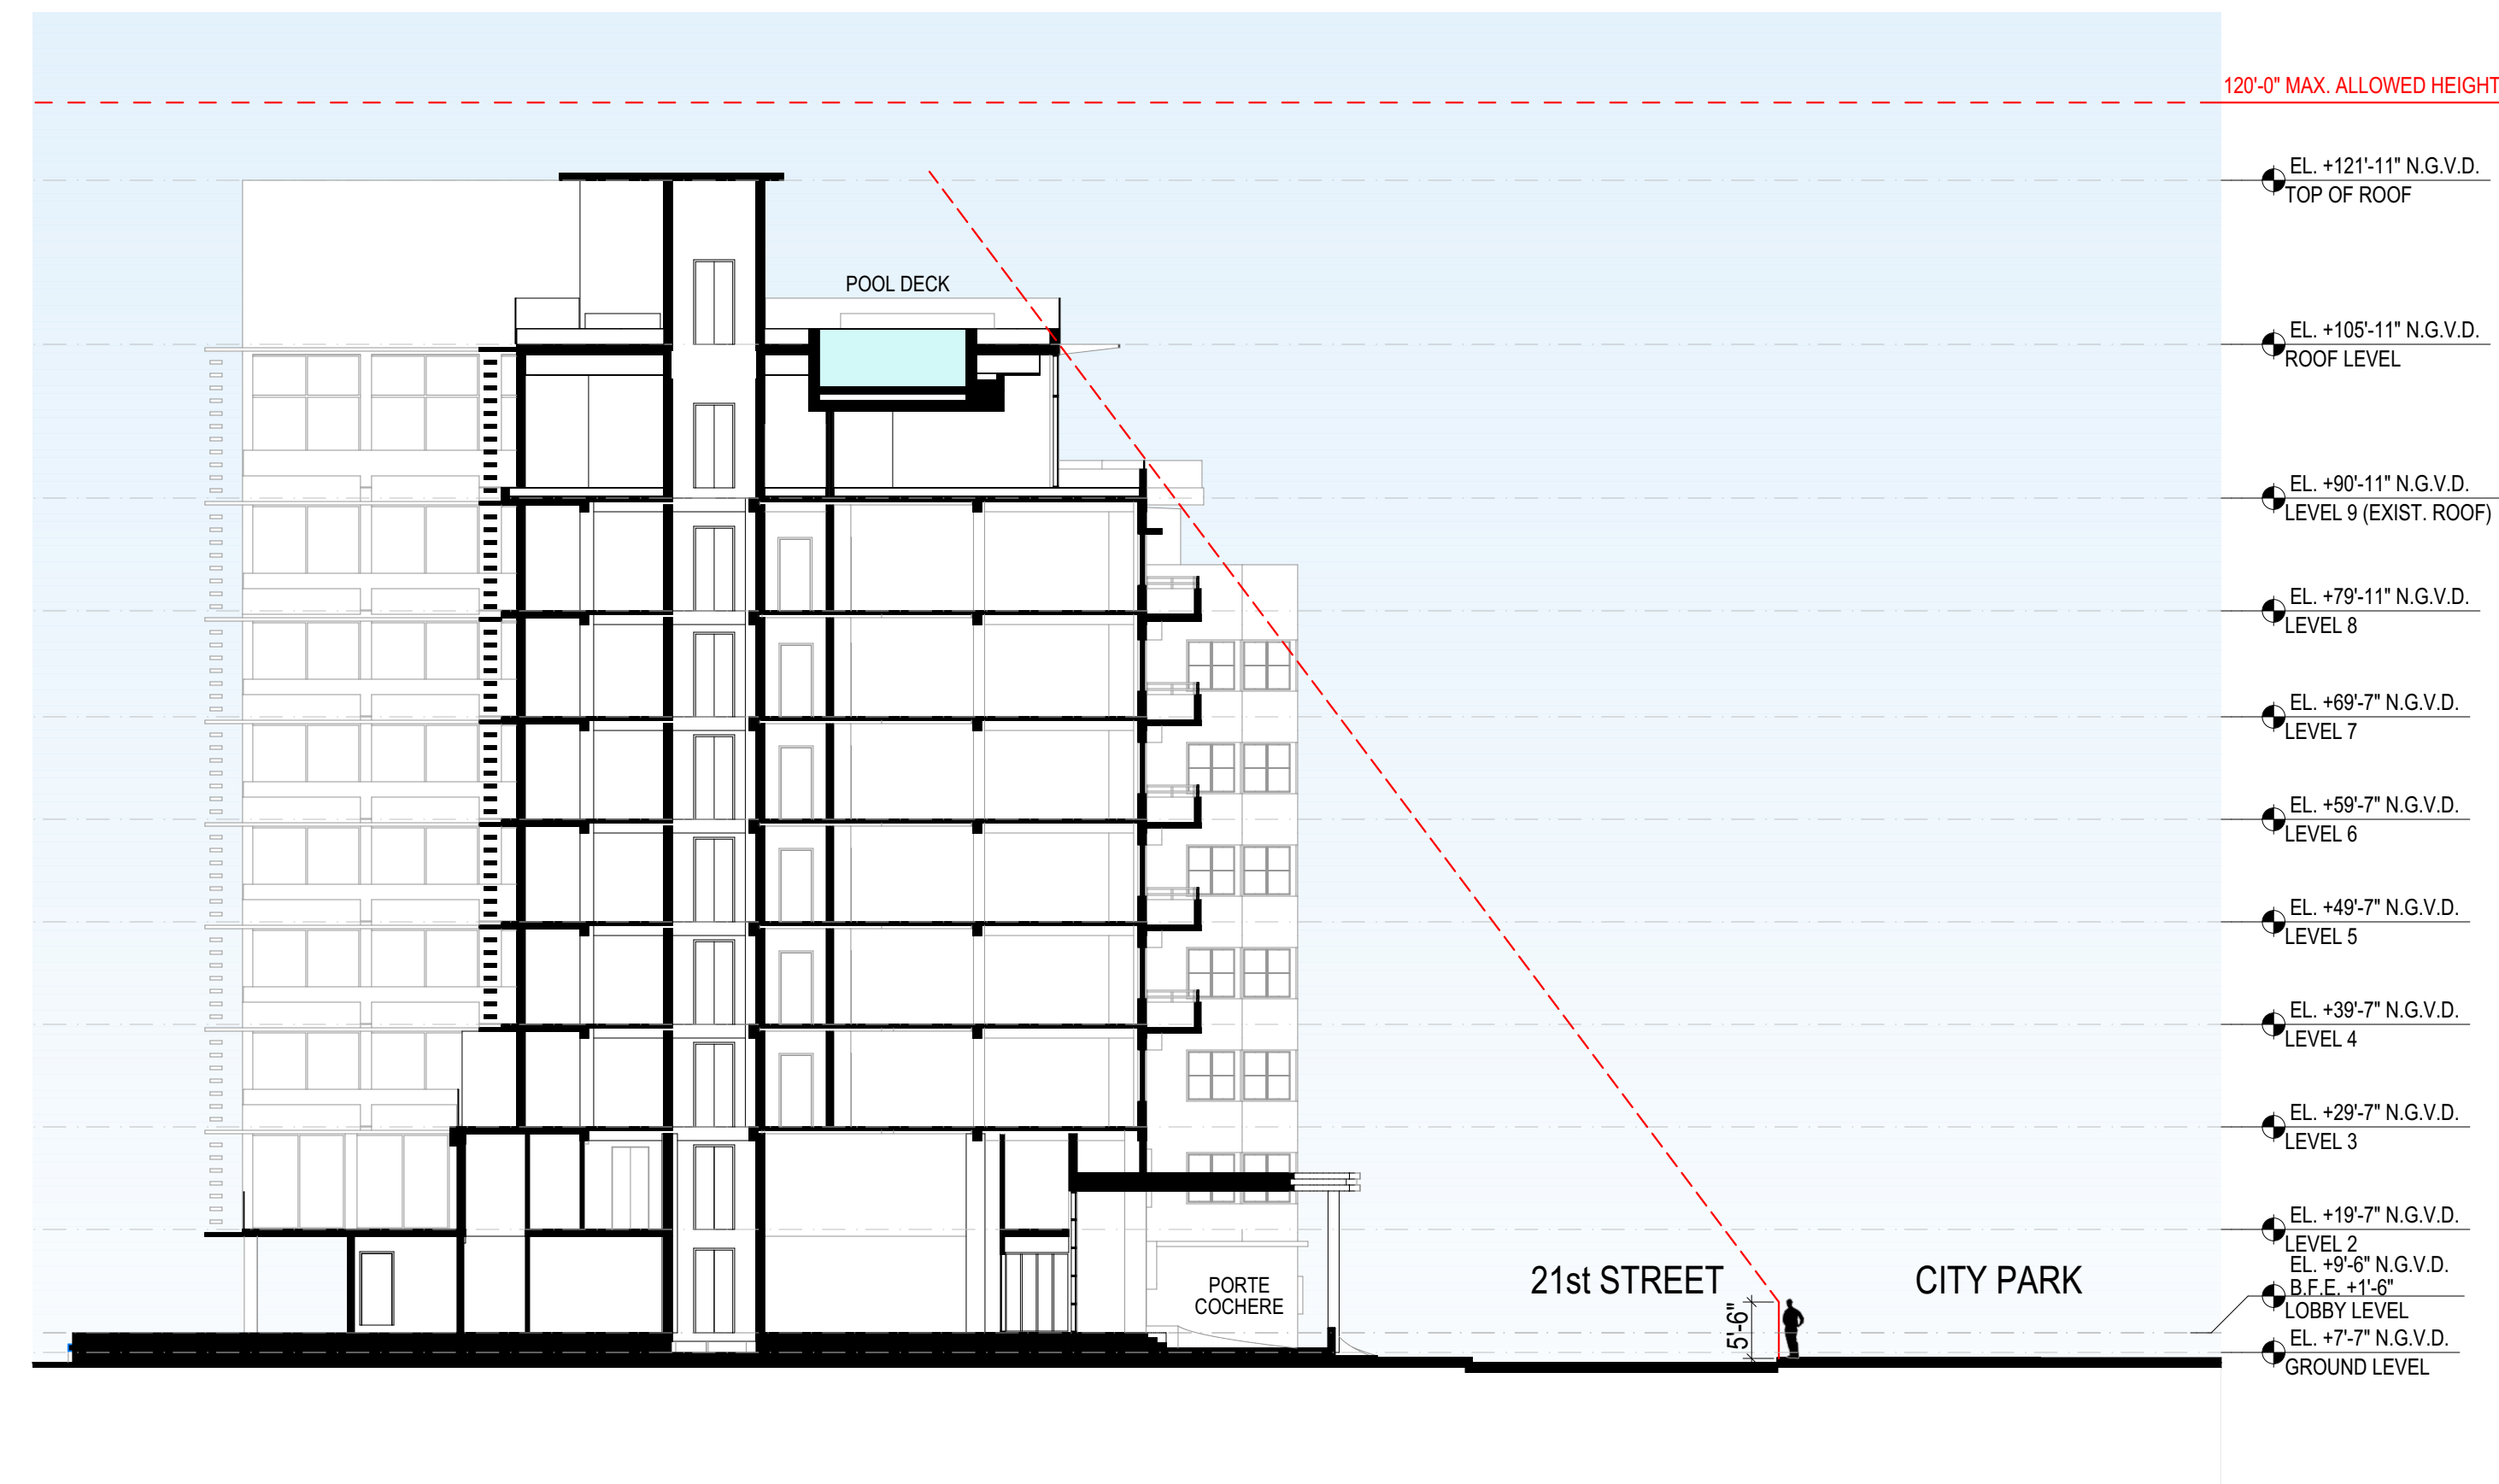 120'-0" MAX. ALLOWED HEIGHT
EL. +121'-11" N.G.V.D.
TOP OF ROOF
POOL DECK
EL. +105'-11" N.G.V.D.
ROOF LEVEL
EL. +90'-11" N.G.V.D.
LEVEL 9 (EXIST. ROOF)
EL. +79'-11" N.G.V.D.
LEVEL 8
EL. +69'-7" N.G.V.D.
LEVEL 7
EL. +59'-7" N.G.V.D.
LEVEL 6
EL. +49'-7" N.G.V.D.
LEVEL 5
EL. +39'-7" N.G.V.D.
LEVEL 4
EL. +29'-7" N.G.V.D.
LEVEL 3
EL. +19'-7" N.G.V.D.
LEVEL 2
EL. +9'-6" N.G.V.D.
B.F.E. +1'-6"
LOBBY LEVEL
EL. +7'-7" N.G.V.D.
GROUND LEVEL
PORTE
COCHERE
21st STREET
5'-6"
CITY PARK